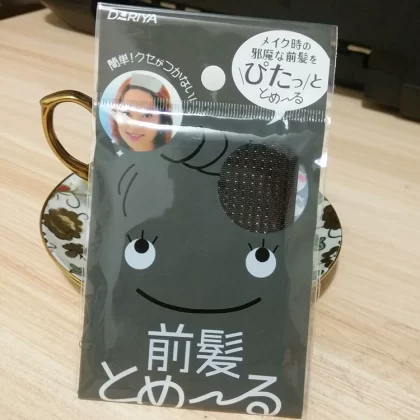 DARIYA
メイク時の
邪魔な前髪を
ぴたっと
とめ〜る
簡単!クセがつかない!
前髪
とめ〜る